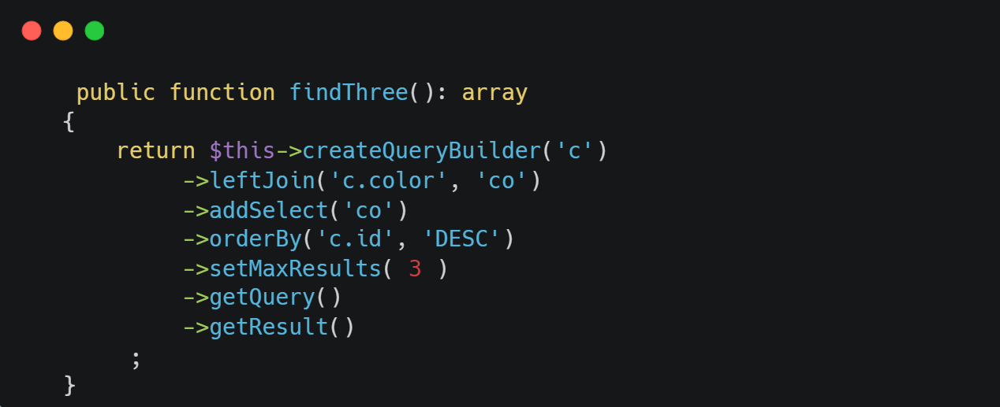 public function findThree(): array
{
return $this->createQueryBuilder('c')
->leftJoin('c.color', 'co')
->addSelect('co')
->orderBy('c.id', 'DESC')
->setMaxResults( 3 )
->getQuery()
->getResult()
;
}